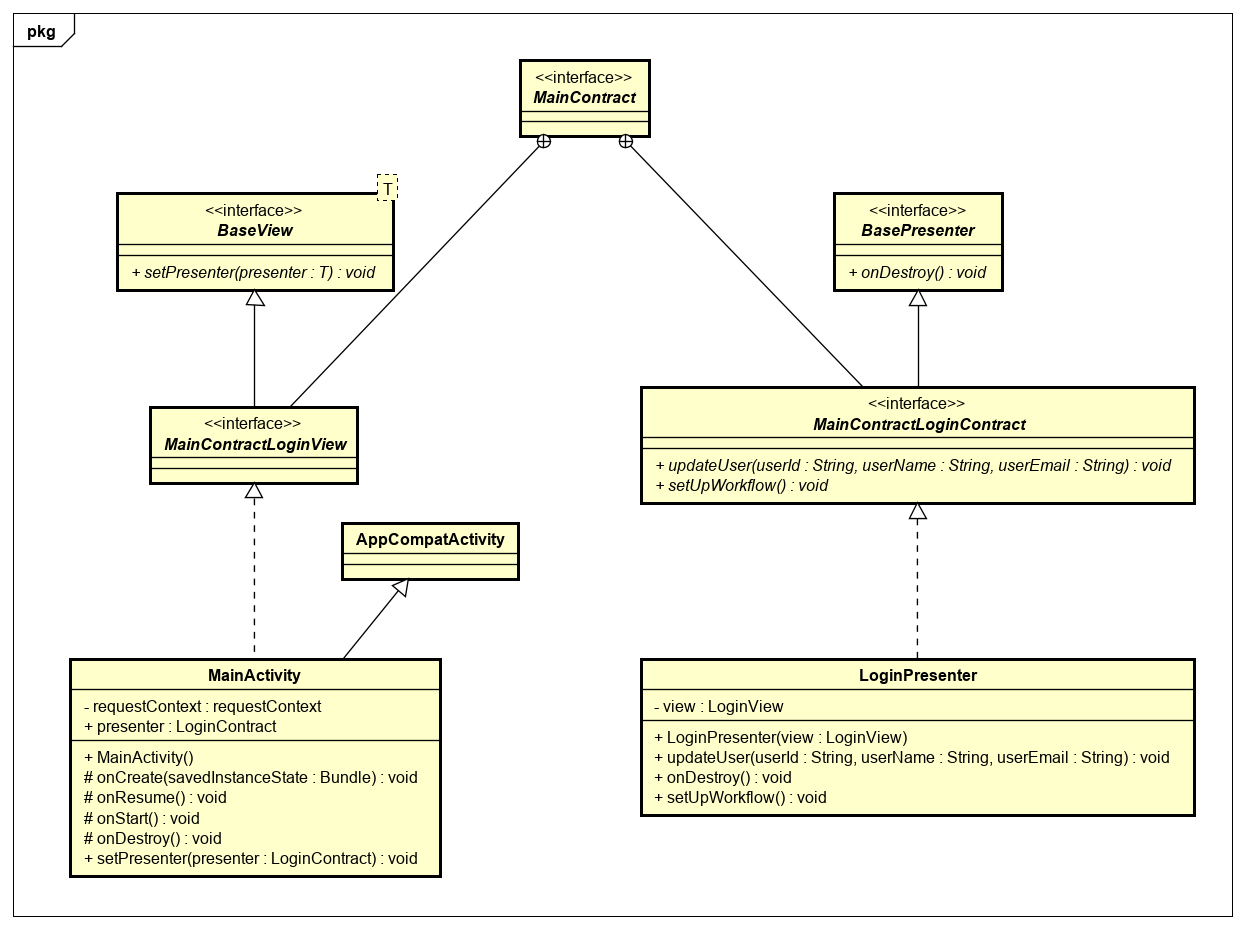 pkg
<<interface>>
MainContract
T
<<interface>>
BaseView
+ setPresenter(presenter : T) : void
<<interface>>
BasePresenter
+ onDestroy() : void
<<interface>>
MainContractLoginView
<<interface>>
MainContractLoginContract
+ updateUser(userId : String, userName : String, userEmail : String) : void
+ setUpWorkflow() : void
AppCompatActivity
MainActivity
- requestContext : requestContext
+ presenter : LoginContract
+ MainActivity()
# onCreate(savedInstanceState : Bundle) : void
# onResume() : void
# onStart() : void
# onDestroy() : void
+ setPresenter(presenter : LoginContract) : void
LoginPresenter
- view : LoginView
+ LoginPresenter(view : LoginView)
+ updateUser(userId : String, userName : String, userEmail : String) : void
+ onDestroy() : void
+ setUpWorkflow() : void